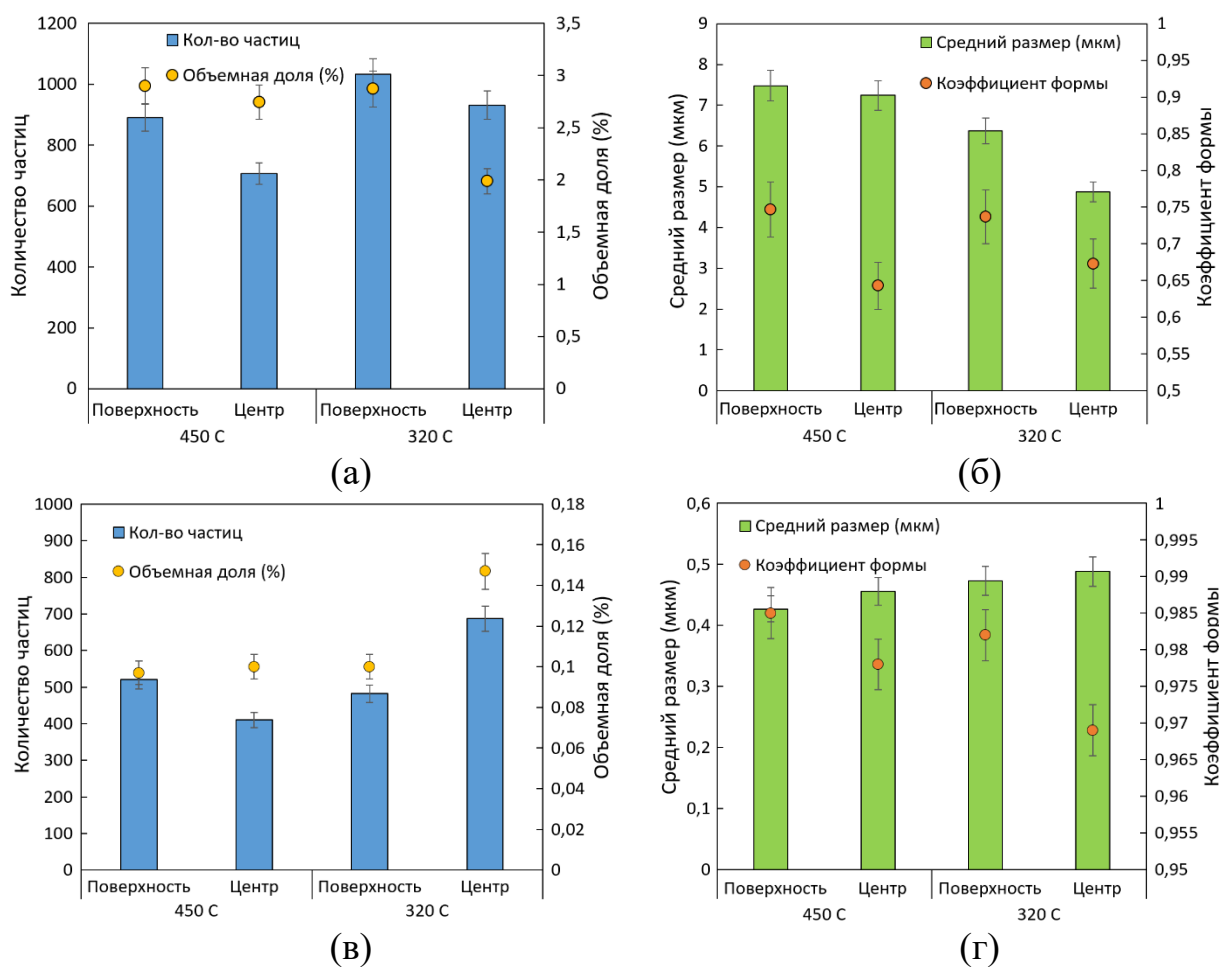 1200
1000
800
600
400
200
0
Количество частиц
Кол-во частиц
Объемная доля (%)
3,5
3
2,5
2
1,5
1
0,5
0
Объемная доля (%)
Поверхность Центр Поверхность Центр
450 С 320 С
(а)
9
8
7
6
5
4
3
2
1
0
Средний размер (мкм)
Средний размер (мкм)
Коэффициент формы
1
0,95
0,9
0,85
0,8
0,75
0,7
0,65
0,6
0,55
0,5
Коэффициент формы
Поверхность Центр Поверхность Центр
450 С 320 С
(б)
1000
900
800
700
600
500
400
300
200
100
0
Количество частиц
Кол-во частиц
Объемная доля (%)
0,18
0,16
0,14
0,12
0,1
0,08
0,06
0,04
0,02
0
Объемная доля (%)
Поверхность Центр Поверхность Центр
450 С 320 С
(в)
0,6
0,5
0,4
0,3
0,2
0,1
0
Средний размер (мкм)
Средний размер (мкм)
Коэффициент формы
1
0,995
0,99
0,985
0,98
0,975
0,97
0,965
0,96
0,955
0,95
Коэффициент формы
Поверхность Центр Поверхность Центр
450 С 320 С
(г)